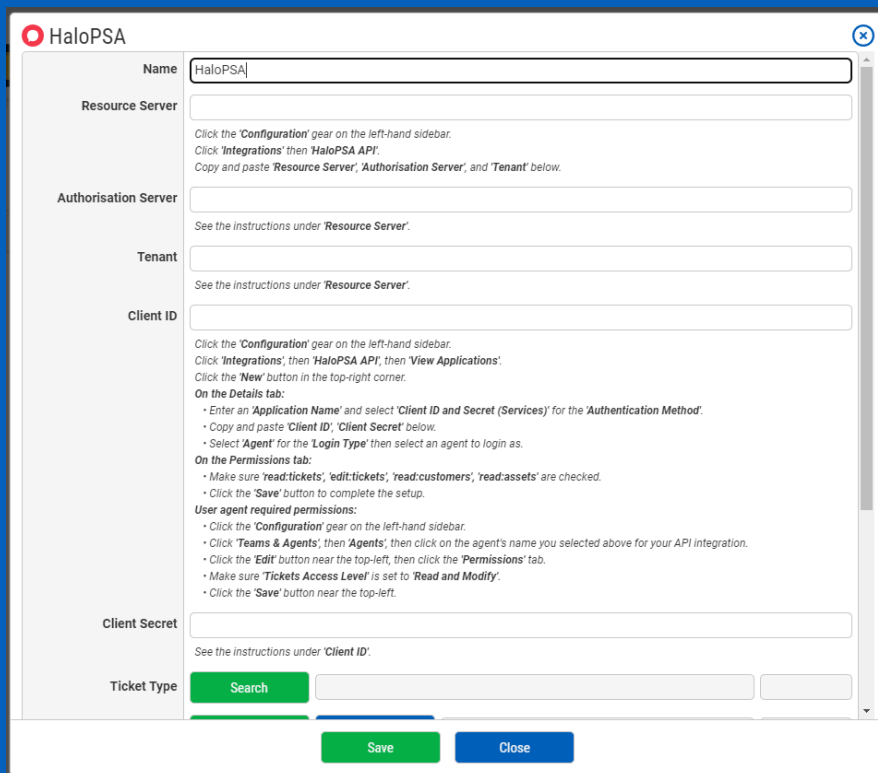 HaloPSA
Name
HaloPSA
Resource Server
Click the 'Configuration' gear on the left-hand sidebar.
Click 'Integrations' then 'HaloPSA API'.
Copy and paste 'Resource Server', 'Authorisation Server', and 'Tenant' below.
Authorisation Server
See the instructions under 'Resource Server'.
Tenant
See the instructions under 'Resource Server'.
Client ID
Click the 'Configuration' gear on the left-hand sidebar.
Click 'Integrations', then 'HaloPSA API', then 'View Applications'.
Click the 'New' button in the top-right corner.
On the Details tab:
• Enter an 'Application Name' and select 'Client ID and Secret (Services)' for the 'Authentication Method'.
• Copy and paste 'Client ID', 'Client Secret' below.
• Select 'Agent' for the 'Login Type' then select an agent to login as.
On the Permissions tab:
• Make sure 'read:tickets', 'edit:tickets', 'read:customers', 'read:assets' are checked.
• Click the 'Save' button to complete the setup.
User agent required permissions:
• Click the 'Configuration' gear on the left-hand sidebar.
• Click 'Teams & Agents', then 'Agents', then click on the agent's name you selected above for your API integration.
• Click the 'Edit' button near the top-left, then click the 'Permissions' tab.
• Make sure 'Tickets Access Level' is set to 'Read and Modify'.
• Click the 'Save' button near the top-left.
Client Secret
See the instructions under 'Client ID'.
Ticket Type
Search
Save
Close